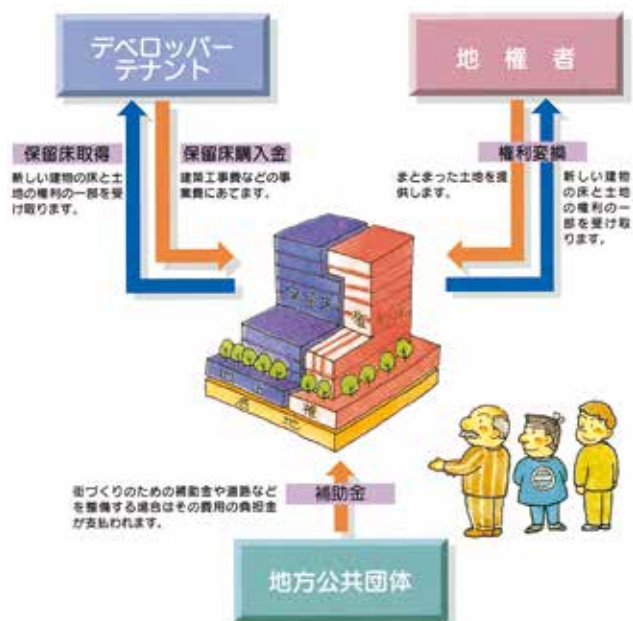 デベロッパー
テナント
地権者
保留床取得
新しい建物の床と土
地の権利の一部を受
け取ります。
保留床購入金
建築工事費などの事
業費にあてます。
権利変換
まとまった土地を提
供します。
新しい建物
の床と土地
の権利の一
部を受け取
ります。
保留床
街づくりのための補助金や道路など
を整備する場合はその費用の負担金
が支払われます。
補助金
地方公共団体